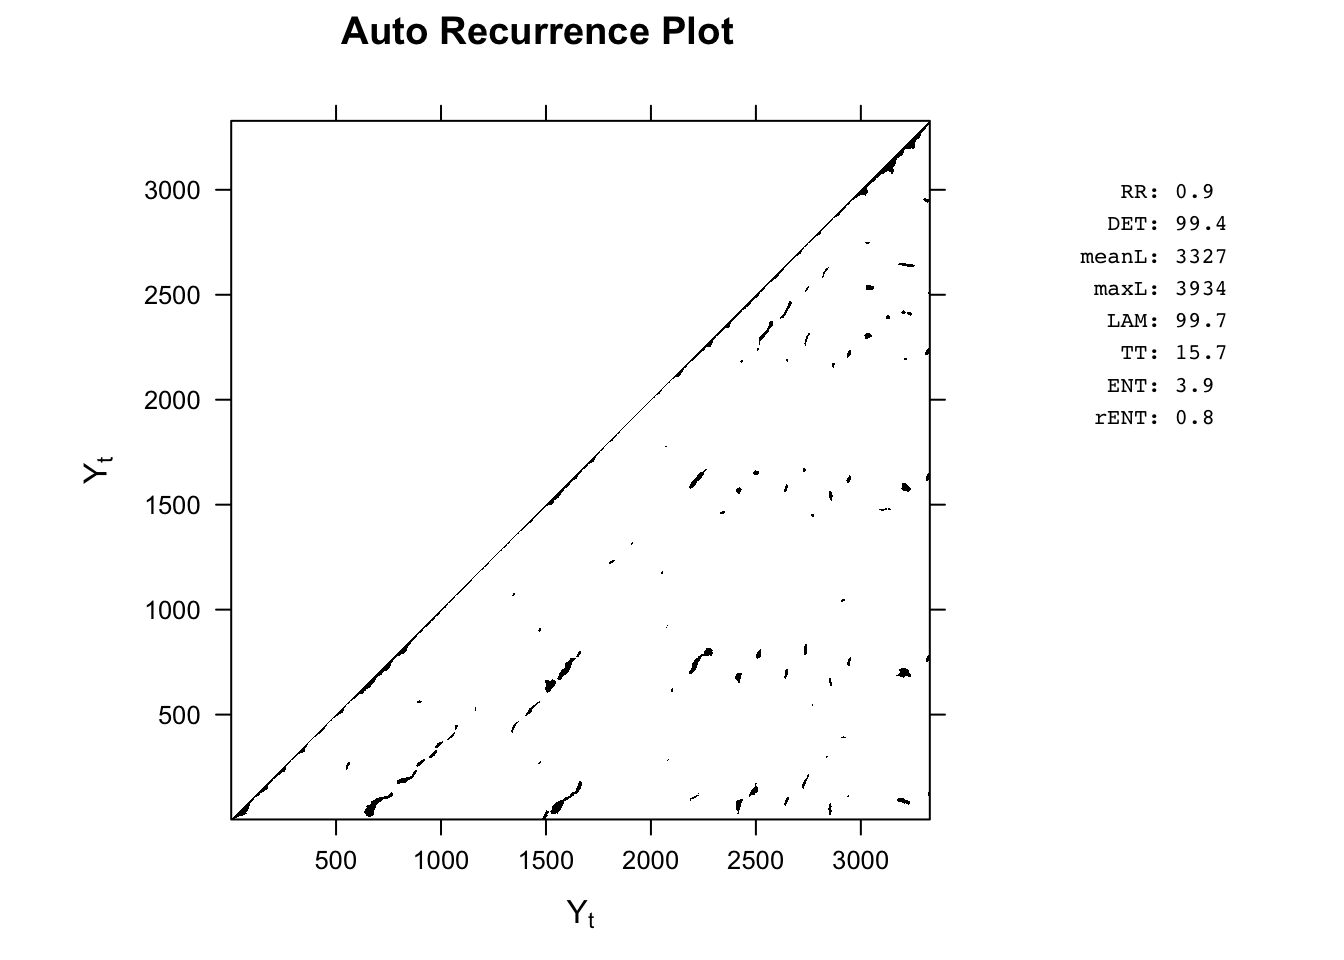 Auto Recurrence Plot
3000
2500
2000
1500
1000
500
Yt
500 1000 1500 2000 2500 3000
Yt
RR: 0.9
DET: 99.4
meanL: 3327
maxL: 3934
LAM: 99.7
TT: 15.7
ENT: 3.9
rENT: 0.8